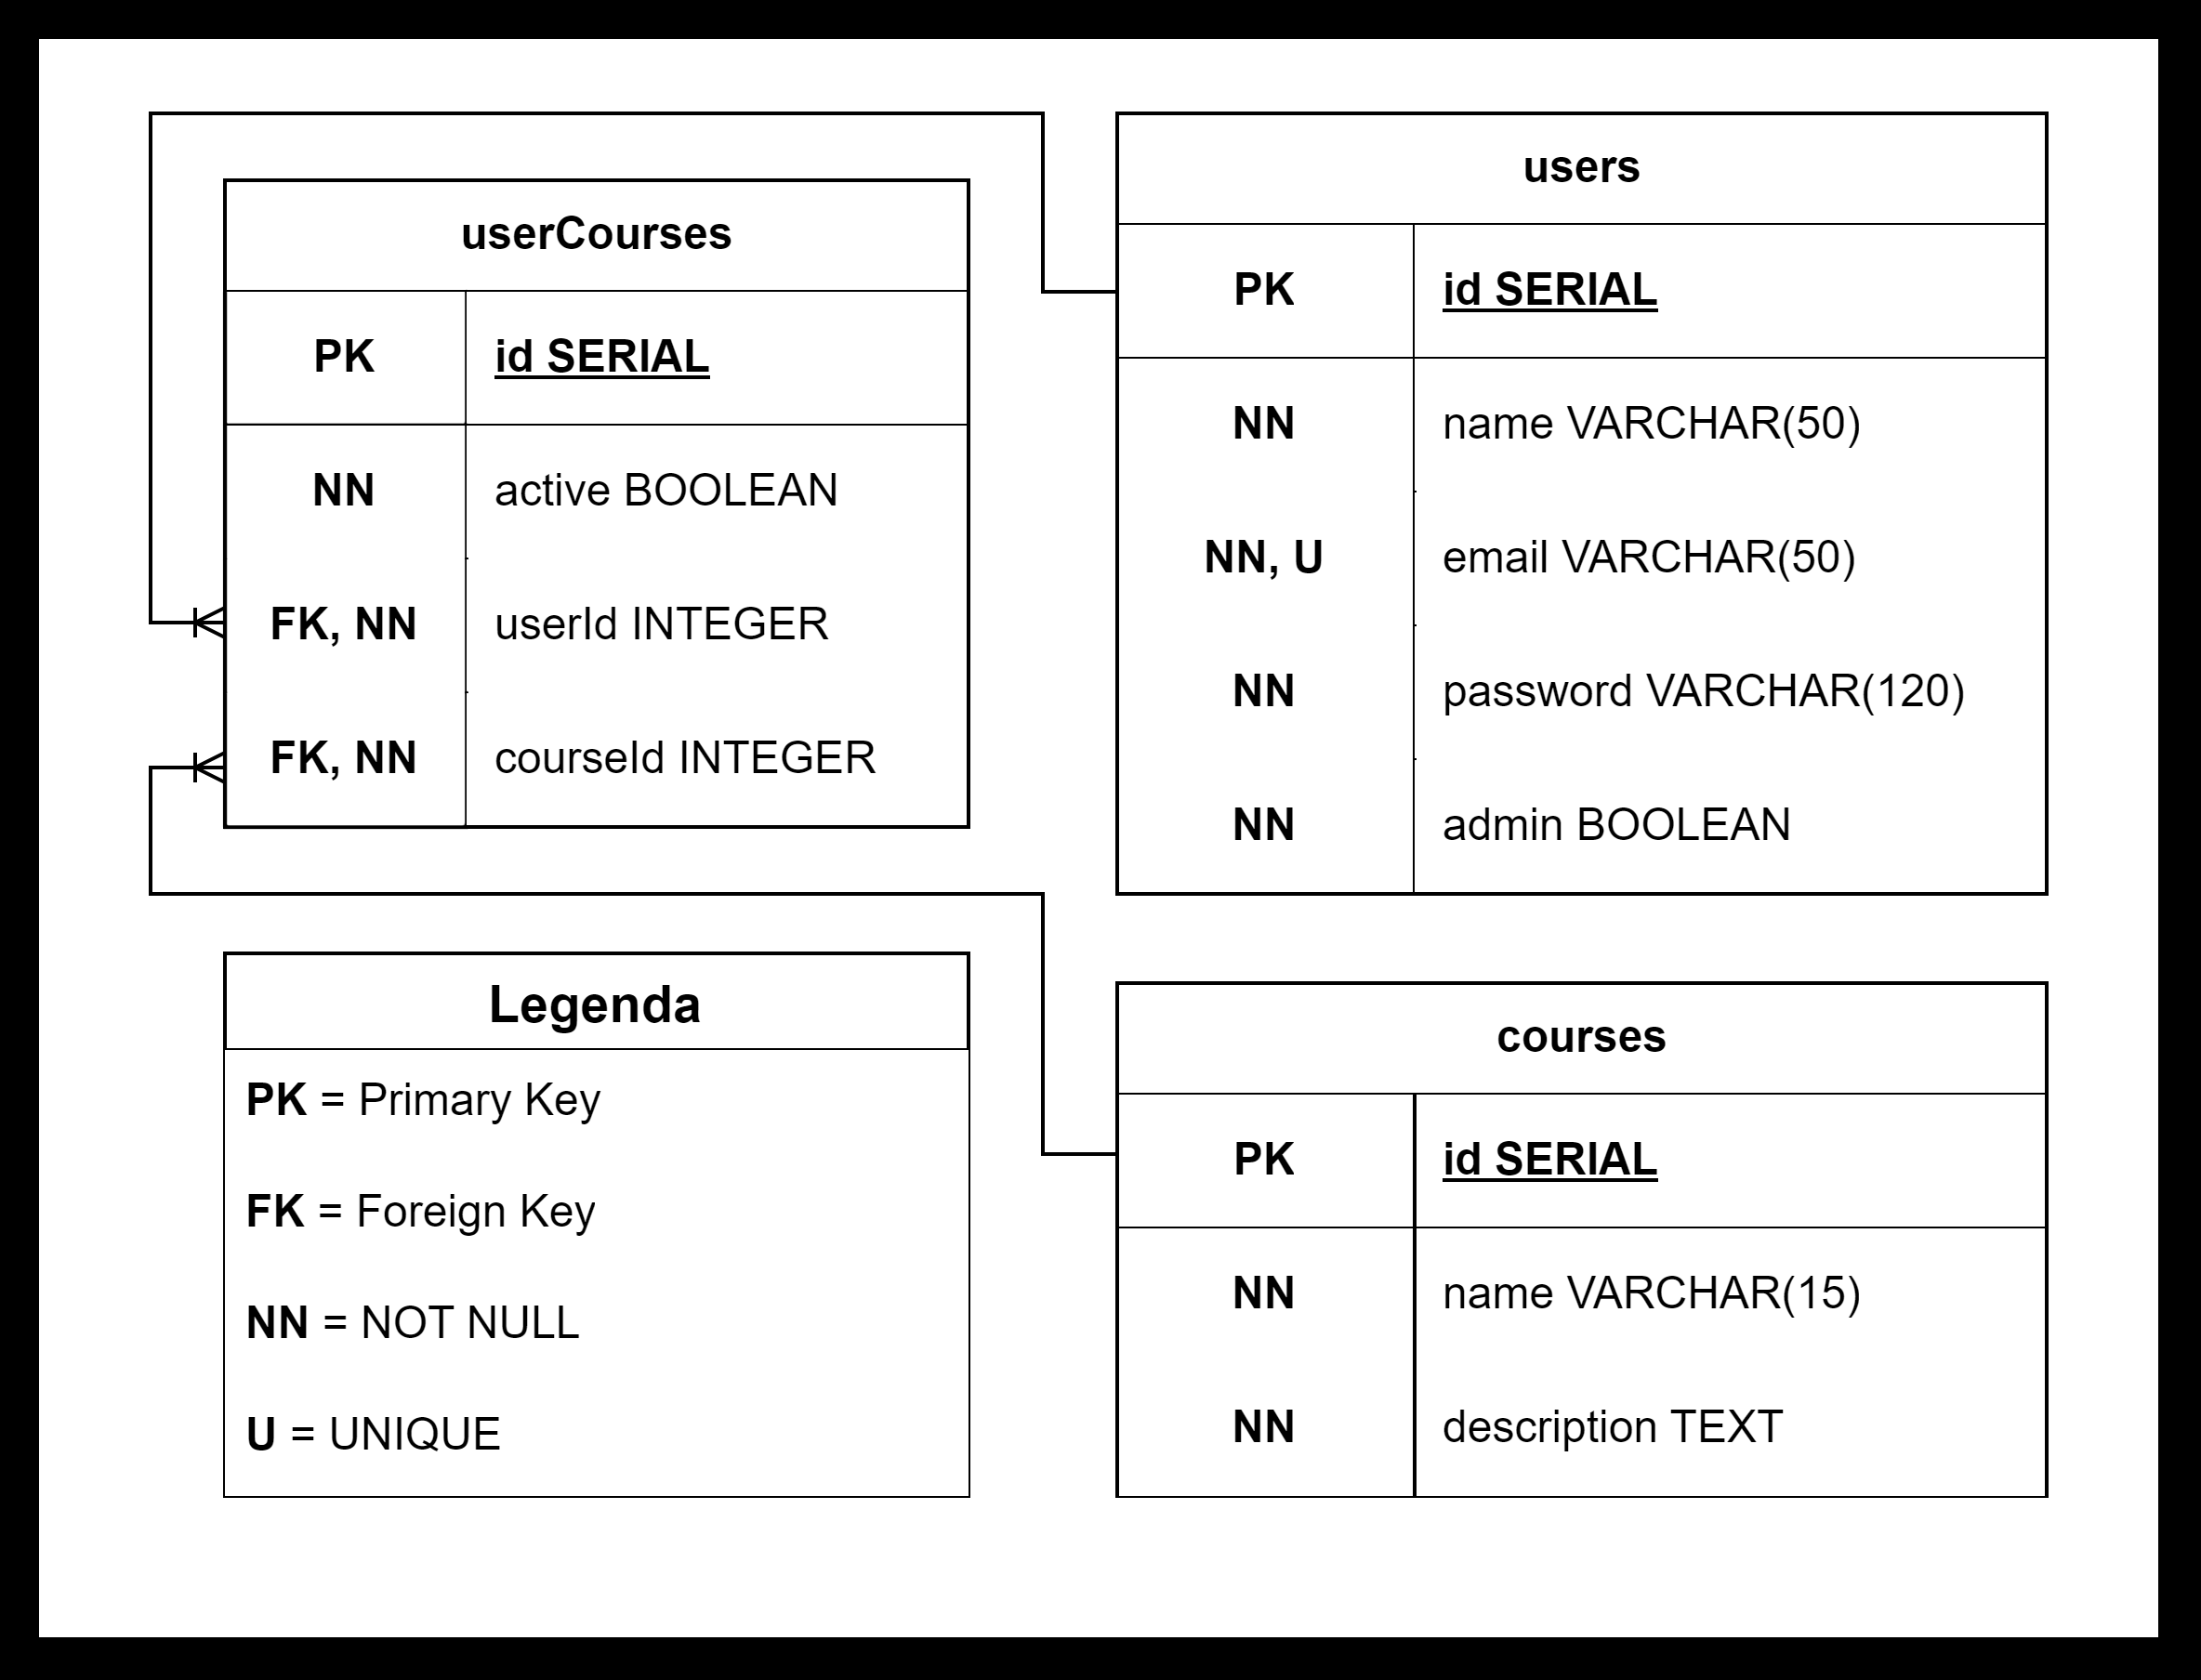 userCourses
PK id SERIAL
NN active BOOLEAN
FK, NN userId INTEGER
FK, NN courseId INTEGER
users
PK id SERIAL
NN name VARCHAR(50)
NN, U email VARCHAR(50)
NN password VARCHAR(120)
NN admin BOOLEAN
Legenda
PK = Primary Key
FK = Foreign Key
NN = NOT NULL
U = UNIQUE
courses
PK id SERIAL
NN name VARCHAR(15)
NN description TEXT